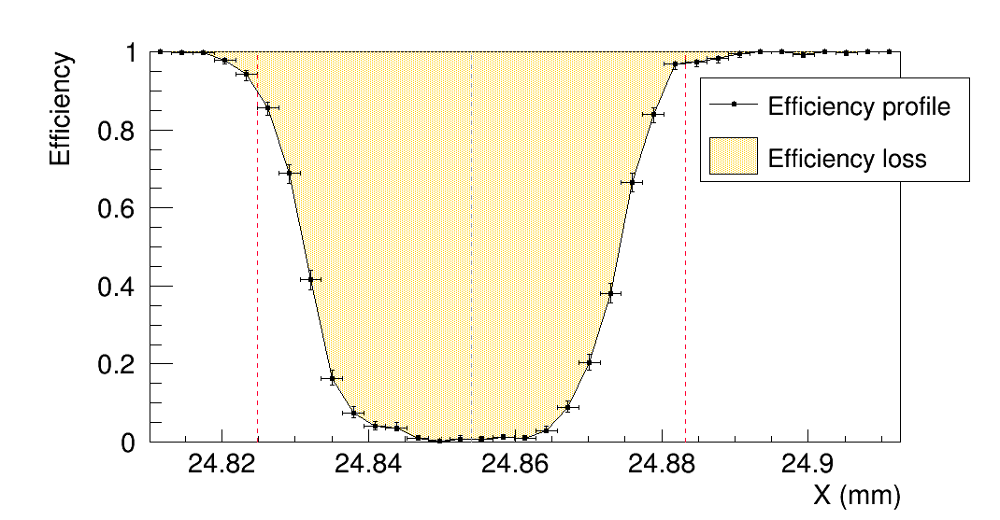 Efficiency
1
0.8
0.6
0.4
0.2
0
24.82 24.84 24.86 24.88 24.9
X (mm)
Efficiency profile
Efficiency loss